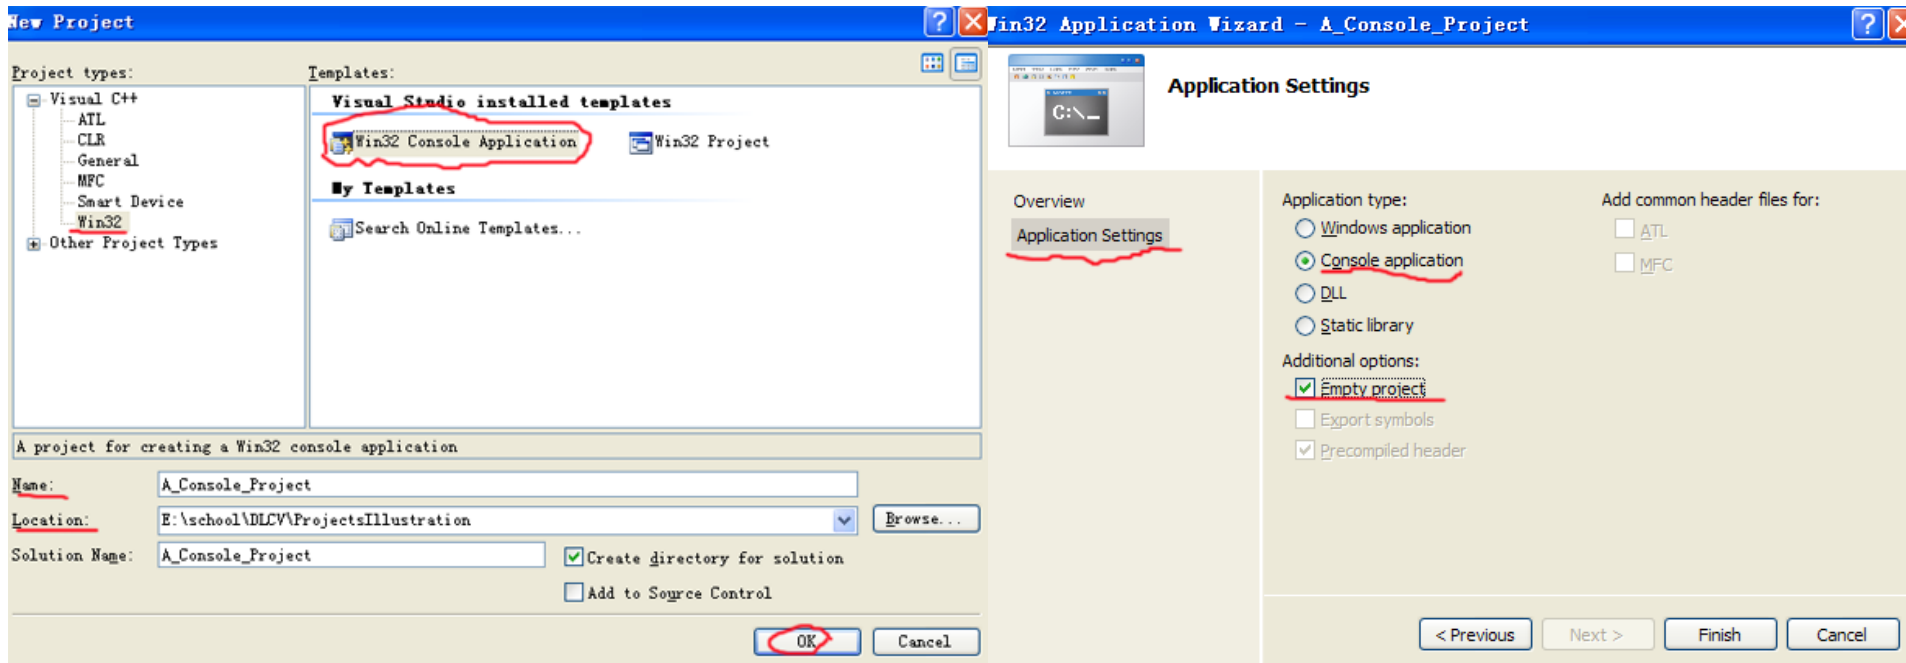 New Project
Project types:
Templates:
Visual C++
ATL
CLR
General
MFC
Smart Device
Win32
Other Project Types
Visual Studio installed templates
Win32 Console Application
Win32 Project
My Templates
Search Online Templates...
A project for creating a Win32 console application
Name:
A_Console_Project
Location:
E:\school\DLCV\ProjectsIllustration
Browse...
Solution Name:
A_Console_Project
Create directory for solution
Add to Source Control
OK
Cancel
Win32 Application Wizard - A_Console_Project
C:\_
Application Settings
Overview
Application Settings
Application type:
Windows application
Console application
DLL
Static library
Additional options:
Empty project
Export symbols
Precompiled header
Add common header files for:
ATL
MFC
< Previous
Next >
Finish
Cancel